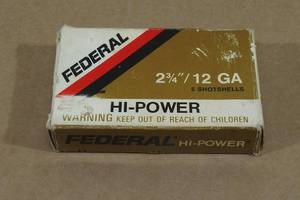 FEDERAL
2¾"/12 GA
5 SHOTSHELLS
HI-POWER
WARNING KEEP OUT OF REACH OF CHILDREN
FEDERAL HI-POWER